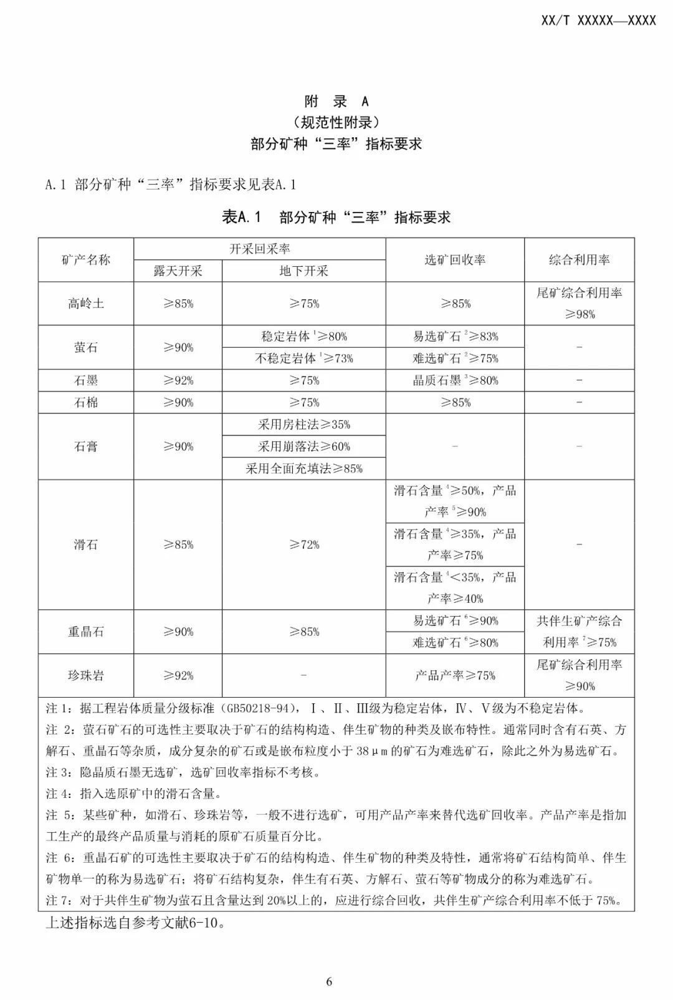 XX/T XXXXX—XXXX
附 录 A
（规范性附录）
部分矿种“三率”指标要求
A.1 部分矿种“三率”指标要求见表A.1
表A.1 部分矿种“三率”指标要求
矿产名称 开采回采率 选矿回收率 综合利用率
露天开采 地下开采
高岭土 ≥85% ≥75% ≥85% 尾矿综合利用率
≥98%
萤石 ≥90% 稳定岩体¹≥80% 易选矿石²≥83% -
不稳定岩体¹≥73% 难选矿石²≥75%
石墨 ≥92% ≥75% 晶质石墨³≥80% -
石棉 ≥90% ≥75% ≥85% -
采用房柱法≥35%
石膏 ≥90% 采用崩落法≥60% - -
采用全面充填法≥85%
滑石含量⁴≥50%，产品
产率⁵≥90%
滑石含量⁴≥35%，产品
滑石 ≥85% ≥72% -
产率≥75%
滑石含量⁴＜35%，产品
产率≥40%
重晶石 ≥90% ≥85% 易选矿石⁶≥90% 共伴生矿产综合
难选矿石⁶≥80% 利用率⁷≥75%
珍珠岩 ≥92% - 产品产率≥75% 尾矿综合利用率
≥90%
注 1：据工程岩体质量分级标准（GB50218-94），Ⅰ、Ⅱ、Ⅲ级为稳定岩体，Ⅳ、Ⅴ级为不稳定岩体。
注 2：萤石矿石的可选性主要取决于矿石的结构构造、伴生矿物的种类及嵌布特性。通常同时含有石英、方
解石、重晶石等杂质，成分复杂的矿石或是嵌布粒度小于 38μm 的矿石为难选矿石，除此之外为易选矿石。
注 3：隐晶质石墨无选矿，选矿回收率指标不考核。
注 4：指入选原矿中的滑石含量。
注 5：某些矿种，如滑石、珍珠岩等，一般不进行选矿，可用产品产率来替代选矿回收率。产品产率是指加
工生产的最终产品质量与消耗的原矿石质量百分比。
注 6：重晶石矿的可选性主要取决于矿石的结构构造、伴生矿物的种类及特性，通常将矿石结构简单、伴生
矿物单一的称为易选矿石；将矿石结构复杂，伴生有石英、方解石、萤石等矿物成分的称为难选矿石。
注 7：对于共伴生矿物为萤石且含量达到 20%以上的，应进行综合回收，共伴生矿产综合利用率不低于 75%。
上述指标选自参考文献6-10。
6